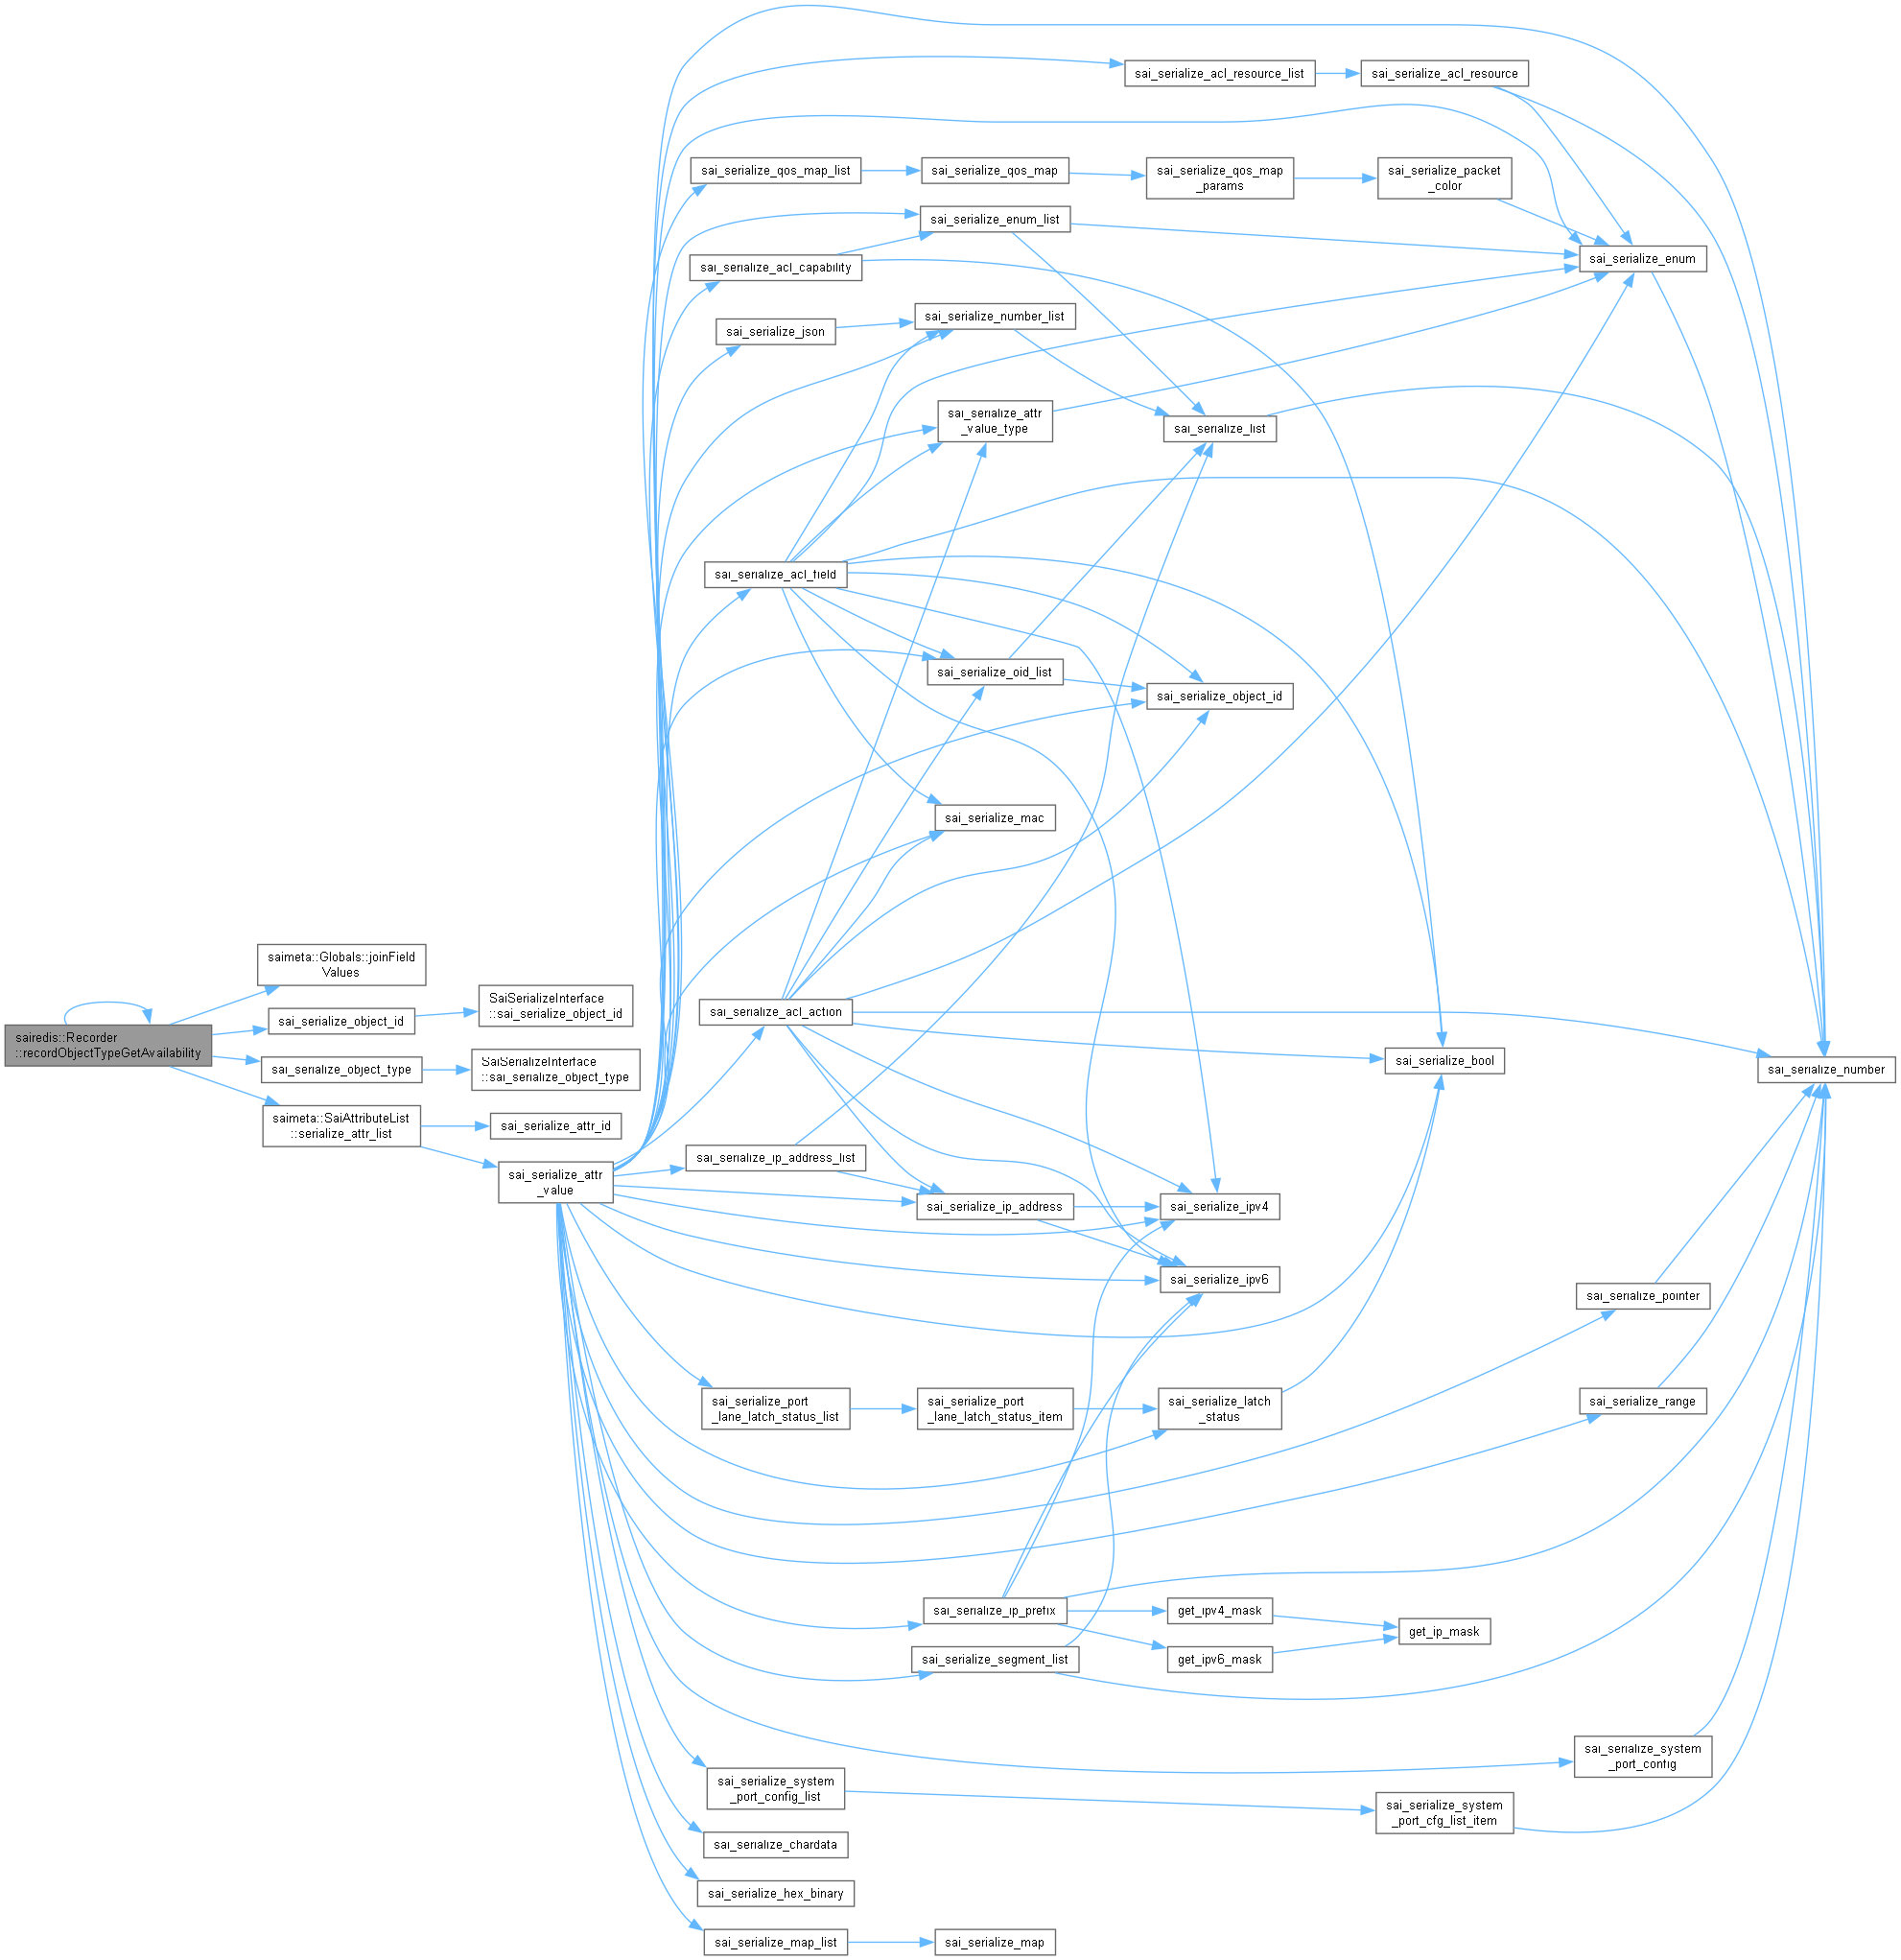 sai_serialize_acl_resource_list
sai_serialize_acl_resource
sai_serialize_qos_map_list
sai_serialize_qos_map
sai_serialize_qos_map
_params
sai_serialize_packet
_color
sai_serialize_enum_list
sai_serialize_enum
sai_serialize_acl_capability
sai_serialize_json
sai_serialize_number_list
sai_serialize_attr
_value_type
sai_serialize_list
sai_serialize_acl_field
sai_serialize_oid_list
sai_serialize_object_id
sai_serialize_mac
saimeta::Globals::joinField
Values
SaiSerializeInterface
::sai_serialize_object_id
sai_serialize_object_id
sairedis::Recorder
::recordObjectTypeGetAvailability
sai_serialize_object_type
SaiSerializeInterface
::sai_serialize_object_type
saimeta::SaiAttributeList
::serialize_attr_list
sai_serialize_attr_id
sai_serialize_attr
_value
sai_serialize_acl_action
sai_serialize_bool
sai_serialize_number
sai_serialize_ip_address_list
sai_serialize_ip_address
sai_serialize_ipv4
sai_serialize_ipv6
sai_serialize_pointer
sai_serialize_port
_lane_latch_status_list
sai_serialize_port
_lane_latch_status_item
sai_serialize_latch
_status
sai_serialize_range
sai_serialize_ip_prefix
get_ipv4_mask
get_ip_mask
sai_serialize_segment_list
get_ipv6_mask
sai_serialize_system
_port_config
sai_serialize_system
_port_config_list
sai_serialize_system
_port_cfg_list_item
sai_serialize_chardata
sai_serialize_hex_binary
sai_serialize_map_list
sai_serialize_map